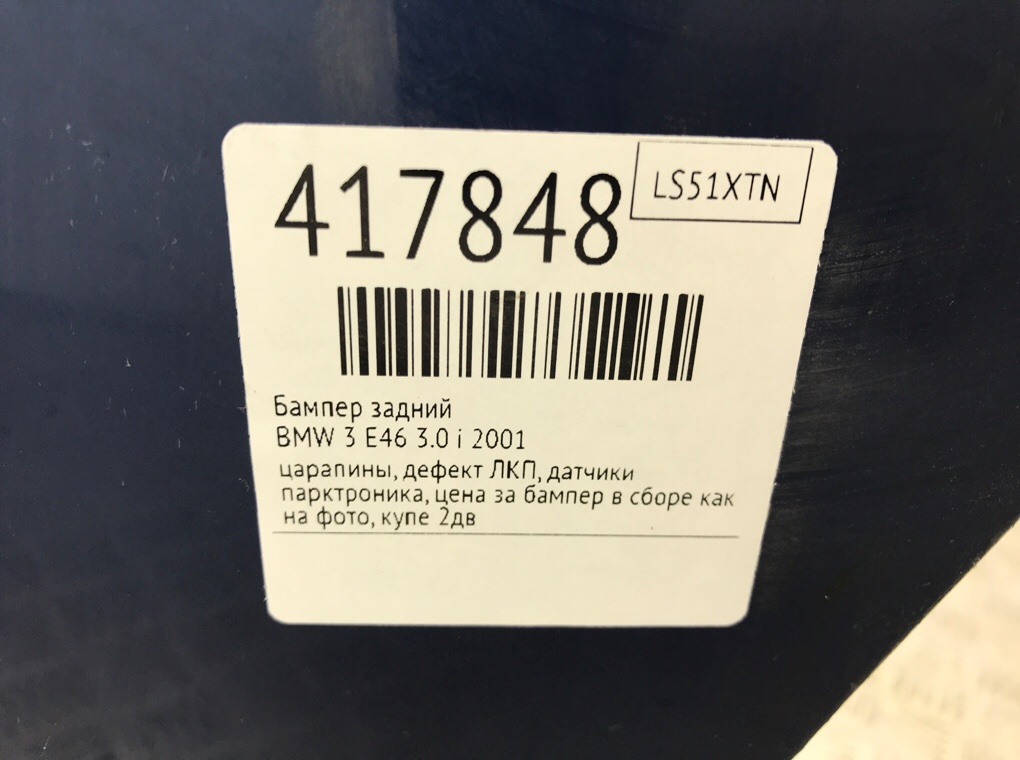 417848
LS51XTN
Бампер задний
BMW 3 E46 3.0 i 2001
царапины, дефект ЛКП, датчики
парктроника, цена за бампер в сборе как
на фото, купе 2дв